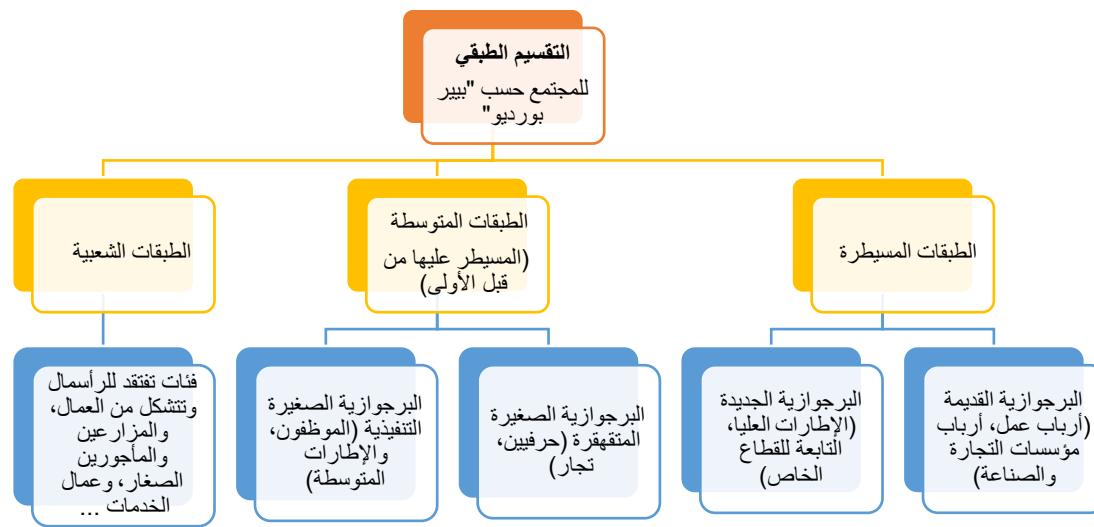 التقسيم الطبقي
للمجتمع حسب "بيير
بورديو"
الطبقات المسيطرة
الطبقات المتوسطة
(المسيطر عليها من
قبل الأولى)
الطبقات الشعبية
البرجوازية القديمة
(أرباب عمل، أرباب
مؤسسات التجارة
والصناعة)
البرجوازية الجديدة
(الإطارات العليا،
التابعة للقطاع
الخاص)
البرجوازية الصغيرة
المتقهقرة (حرفيين،
تجار)
البرجوازية الصغيرة
التنفيذية (الموظفون،
والإطارات
المتوسطة)
فئات تفتقد للرأسمال
وتتشكل من العمال،
والمزارعين
والمأجورين
الصغار، وعمال
الخدمات ...